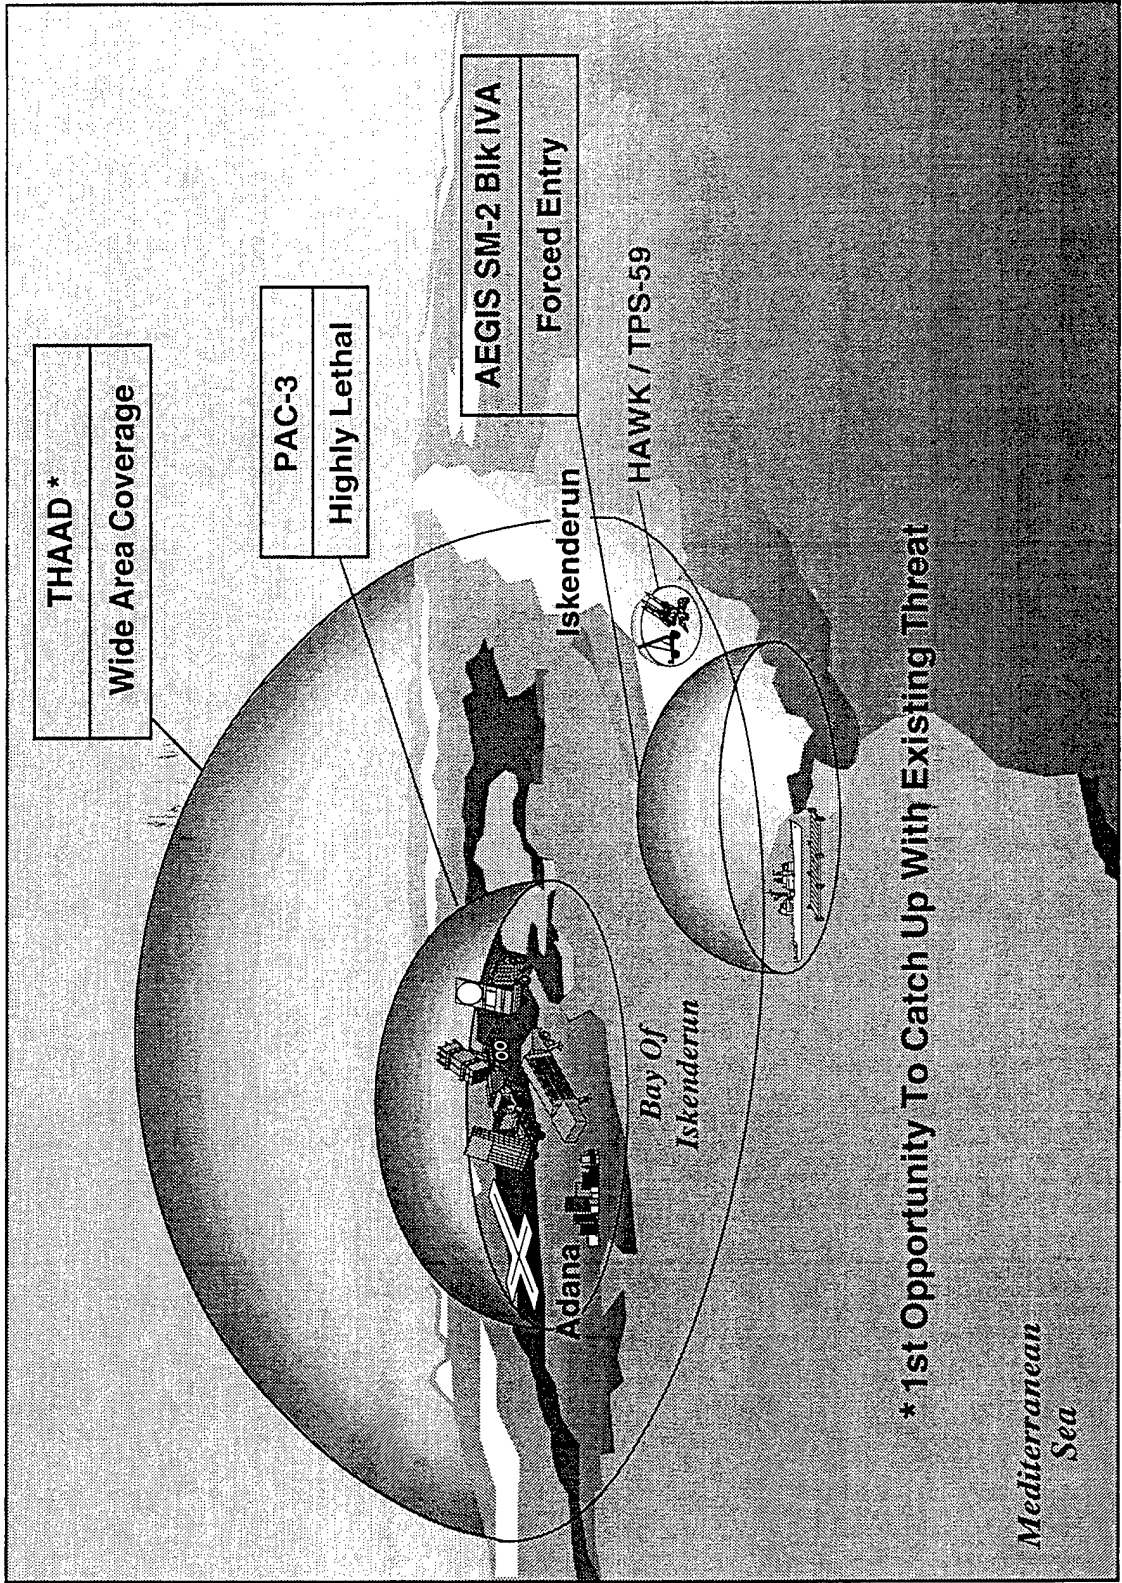 THAAD *
Wide Area Coverage
PAC-3
Highly Lethal
AEGIS SM-2 Blk IVA
Forced Entry
HAWK / TPS-59
Iskenderun
Adana
Bay Of
Iskenderun
* 1st Opportunity To Catch Up With Existing Threat
Mediterranean
Sea